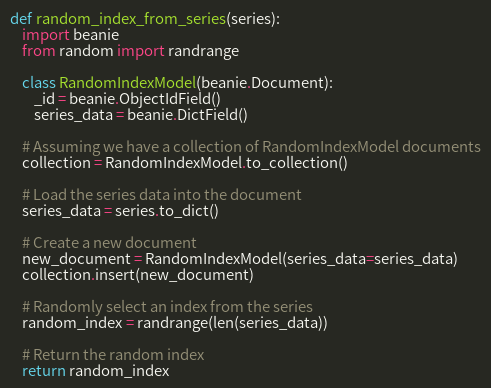 def random_index_from_series(series):
import beanie
from random import randrange
class RandomIndexModel(beanie.Document):
_id = beanie.ObjectIdField()
series_data = beanie.DictField()
# Assuming we have a collection of RandomIndexModel documents
collection = RandomIndexModel.to_collection()
# Load the series data into the document
series_data = series.to_dict()
# Create a new document
new_document = RandomIndexModel(series_data=series_data)
collection.insert(new_document)
# Randomly select an index from the series
random_index = randrange(len(series_data))
# Return the random index
return random_index